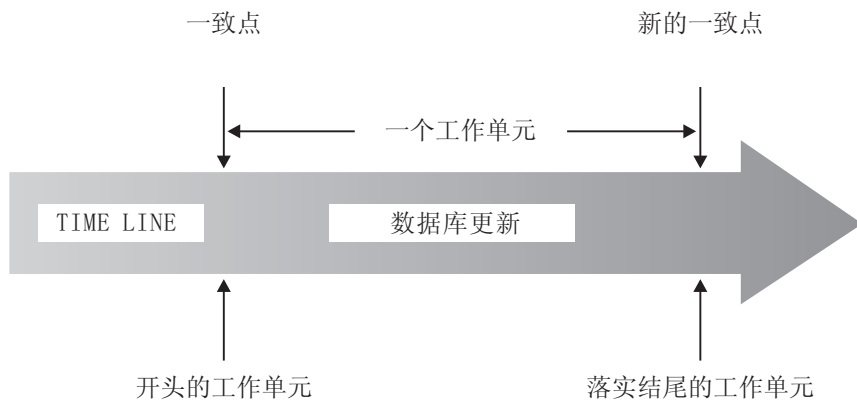 一致点
新的一致点
一个工作单元
TIME LINE
数据库更新
开头的工作单元
落实结尾的工作单元